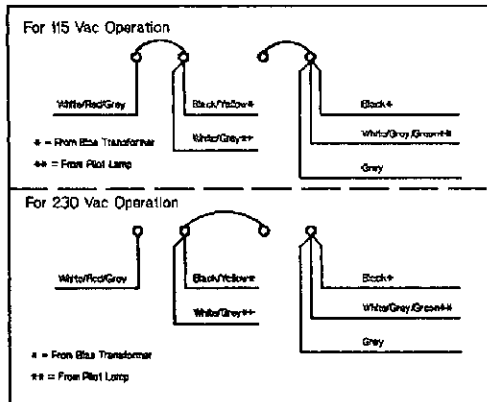 For 115 Vac Operation
White/Red/Grey Black/Yellow* Black*
White/Grey** White/Grey/Green**
* = From Bias Transformer
** = From Pilot Lamp
Grey
For 230 Vac Operation
White/Red/Grey Black/Yellow* Black*
White/Grey** White/Grey/Green**
Grey
* = From Bias Transformer
** = From Pilot Lamp